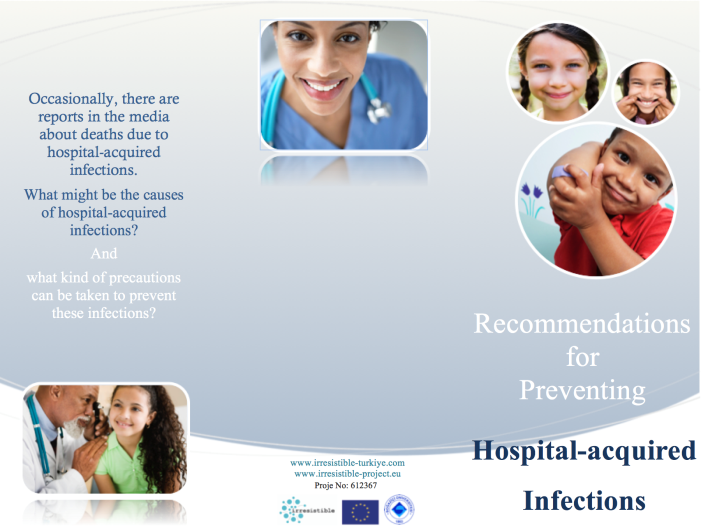 Occasionally, there are
reports in the media
about deaths due to
hospital-acquired
infections.
What might be the causes
of hospital-acquired
infections?
And
what kind of precautions
can be taken to prevent
these infections?
www.irresistible-turkiye.com
www.irresistible-project.eu
Proje No: 612367
irresistible
Recommendations
for
Preventing
Hospital-acquired
Infections